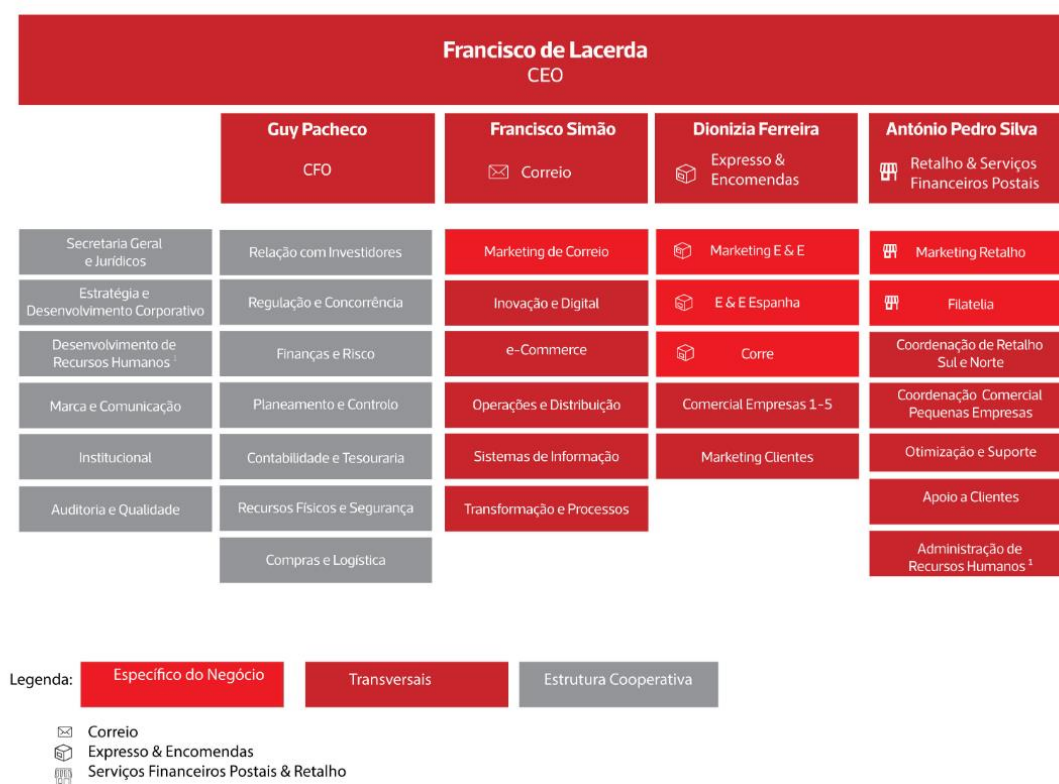 Francisco de Lacerda
CEO
Guy Pacheco
CFO
Francisco Simão
Correio
Dionizia Ferreira
Expresso &
Encomendas
António Pedro Silva
Retalho & Serviços
Financeiros Postais
Secretaria Geral
e Jurídicos
Estratégia e
Desenvolvimento Corporativo
Desenvolvimento de
Recursos Humanos ¹
Marca e Comunicação
Institucional
Auditoria e Qualidade
Relação com Investidores
Regulação e Concorrência
Finanças e Risco
Planeamento e Controlo
Contabilidade e Tesouraria
Recursos Físicos e Segurança
Compras e Logística
Marketing de Correio
Inovação e Digital
e-Commerce
Operações e Distribuição
Sistemas de Informação
Transformação e Processos
Marketing E & E
E & E Espanha
Corre
Comercial Empresas 1-5
Marketing Clientes
Marketing Retalho
Filatelia
Coordenação de Retalho
Sul e Norte
Coordenação Comercial
Pequenas Empresas
Otimização e Suporte
Apoio a Clientes
Administração de
Recursos Humanos ¹
Legenda:
Específico do Negócio
Transversais
Estrutura Cooperativa
Correio
Expresso & Encomendas
Serviços Financeiros Postais & Retalho